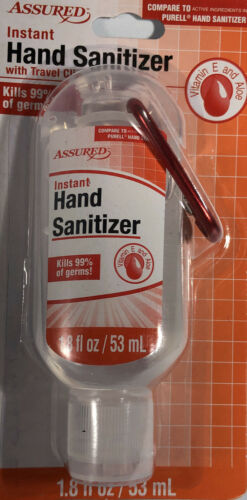 ASSURED
COMPARE TO ACTIVE INGREDIENTS IN
PURELL® HAND SANITIZER
Instant
Hand Sanitizer
with Travel
Kills 99%
of germs!
Vitamin E and Aloe
COMPARE TO
PURELL® HAND
ASSURED
Instant
Hand
Sanitizer
Kills 99%
of germs!
Vitamin E and Aloe
1.8 fl oz / 53 mL
1.8 fl oz / 53 mL